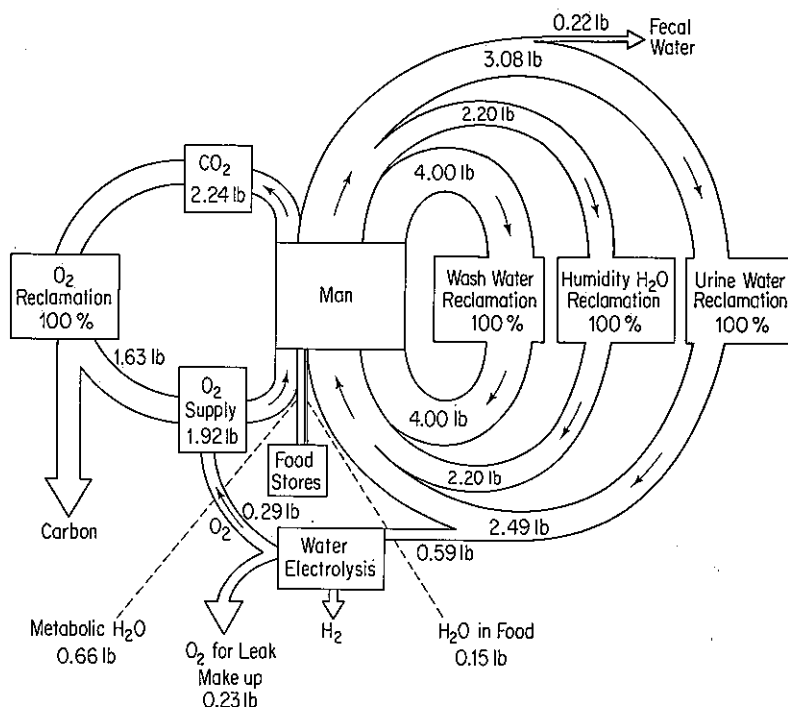 0.22 lb
Fecal
Water
3.08 lb
2.20 lb
4.00 lb
CO₂
2.24 lb
O₂
Reclamation
100 %
Man
Wash Water
Reclamation
100 %
Humidity H₂O
Reclamation
100 %
Urine Water
Reclamation
100 %
1.63 lb
O₂
Supply
1.92 lb
4.00 lb
2.20 lb
Food
Stores
Carbon
O₂
0.29 lb
Water
Electrolysis
2.49 lb
0.59 lb
Metabolic H₂O
0.66 lb
O₂ for Leak
Make up
0.23 lb
H₂
H₂O in Food
0.15 lb